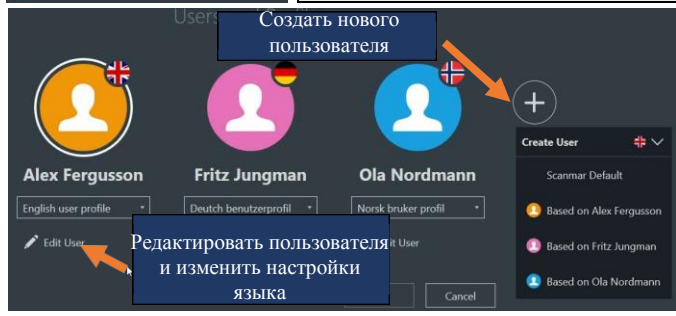 Users
Создать нового
пользователя
Create User
Alex Fergusson
Fritz Jungman
Ola Nordmann
Scanmar Default
English user profile
Deutch benutzerprofil
Norsk bruker profil
Based on Alex Fergusson
Edit User
Редактировать пользователя
и изменить настройки
языка
User
Based on Fritz Jungman
Cancel
Based on Ola Nordmann